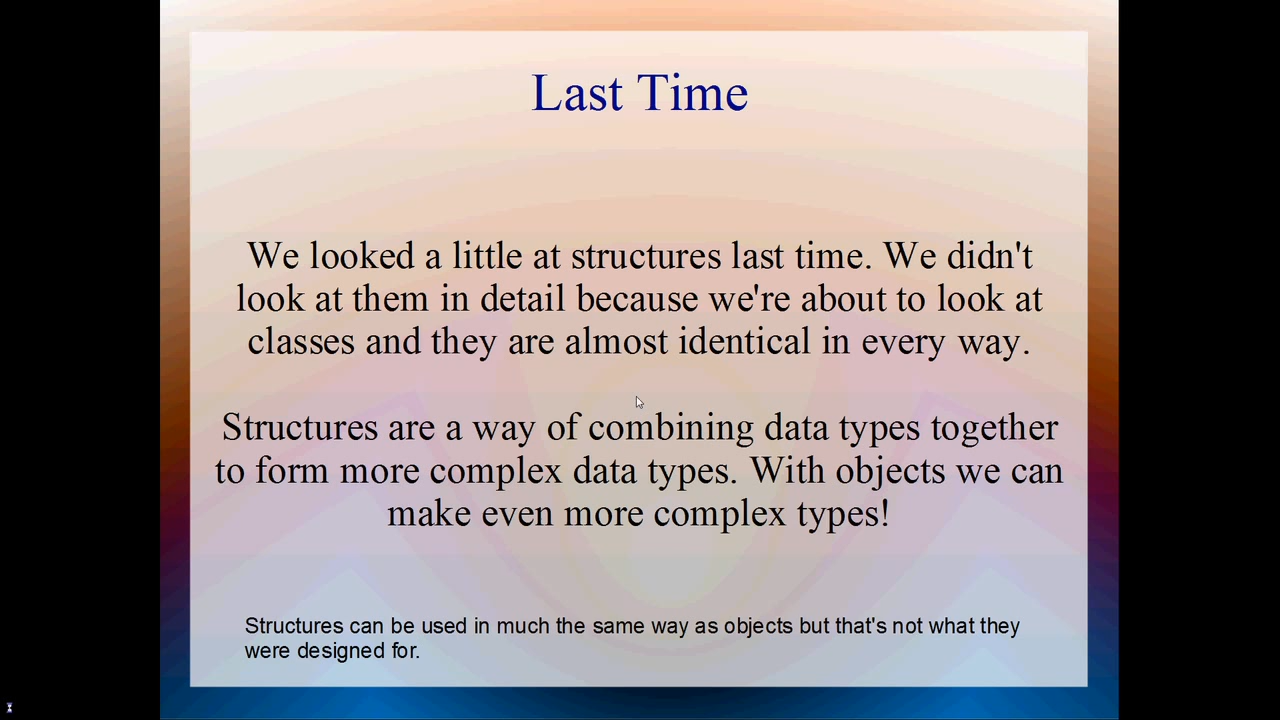 Last Time
We looked a little at structures last time. We didn't
look at them in detail because we're about to look at
classes and they are almost identical in every way.
Structures are a way of combining data types together
to form more complex data types. With objects we can
make even more complex types!
Structures can be used in much the same way as objects but that's not what they
were designed for.